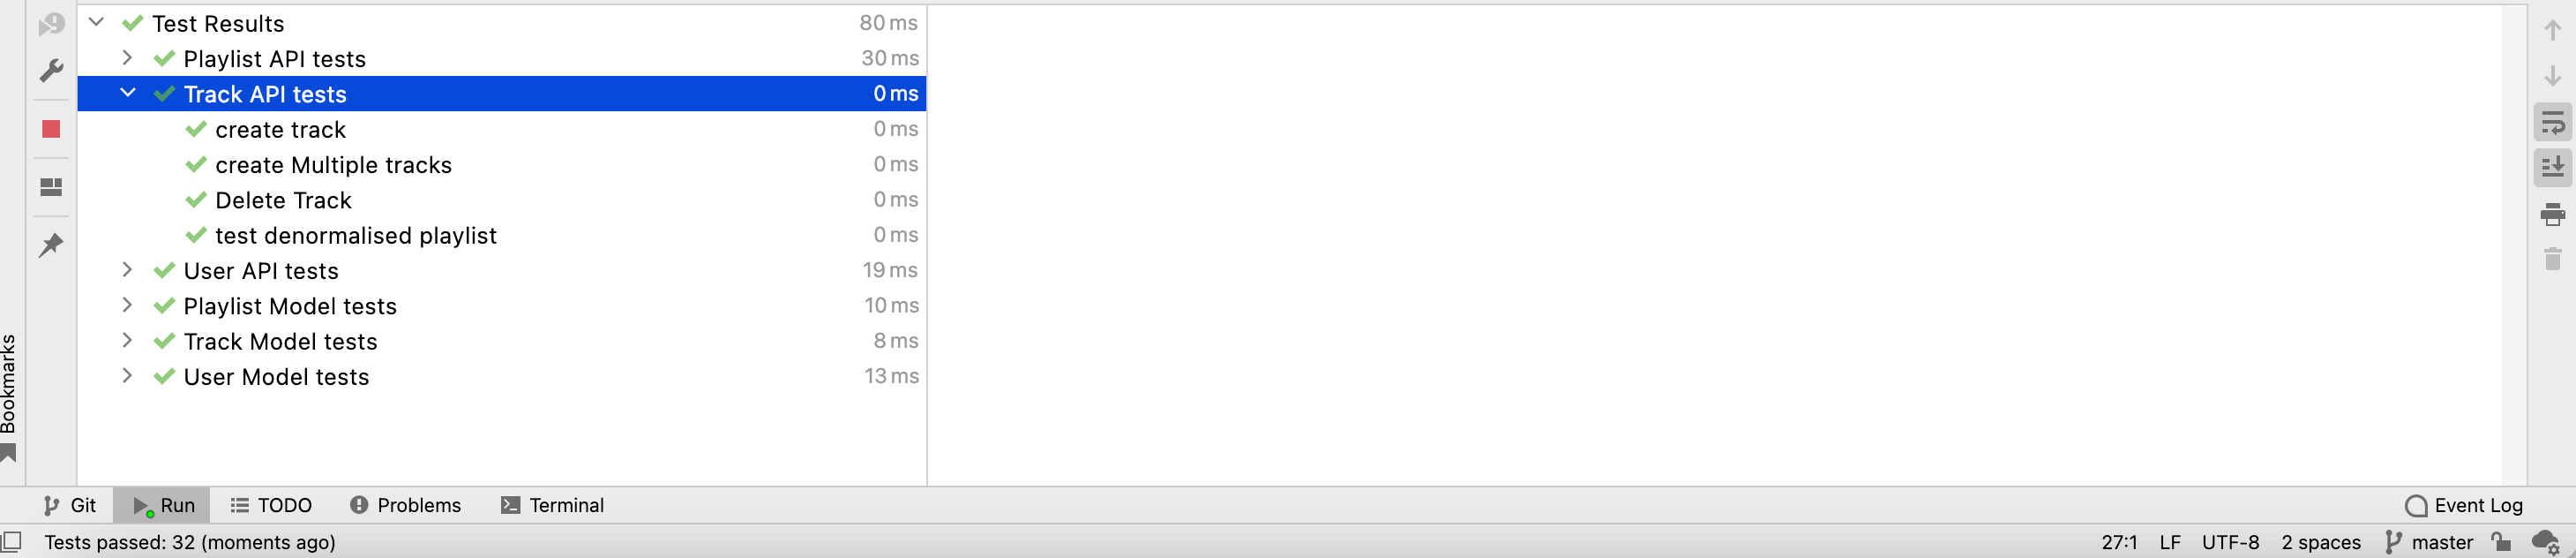 Test Results 80 ms
Playlist API tests 30 ms
Track API tests 0 ms
create track 0 ms
create Multiple tracks 0 ms
Delete Track 0 ms
test denormalised playlist 0 ms
User API tests 19 ms
Playlist Model tests 10 ms
Track Model tests 8 ms
User Model tests 13 ms
Bookmarks
Git Run TODO Problems Terminal Event Log
Tests passed: 32 (moments ago) 27:1 LF UTF-8 2 spaces master